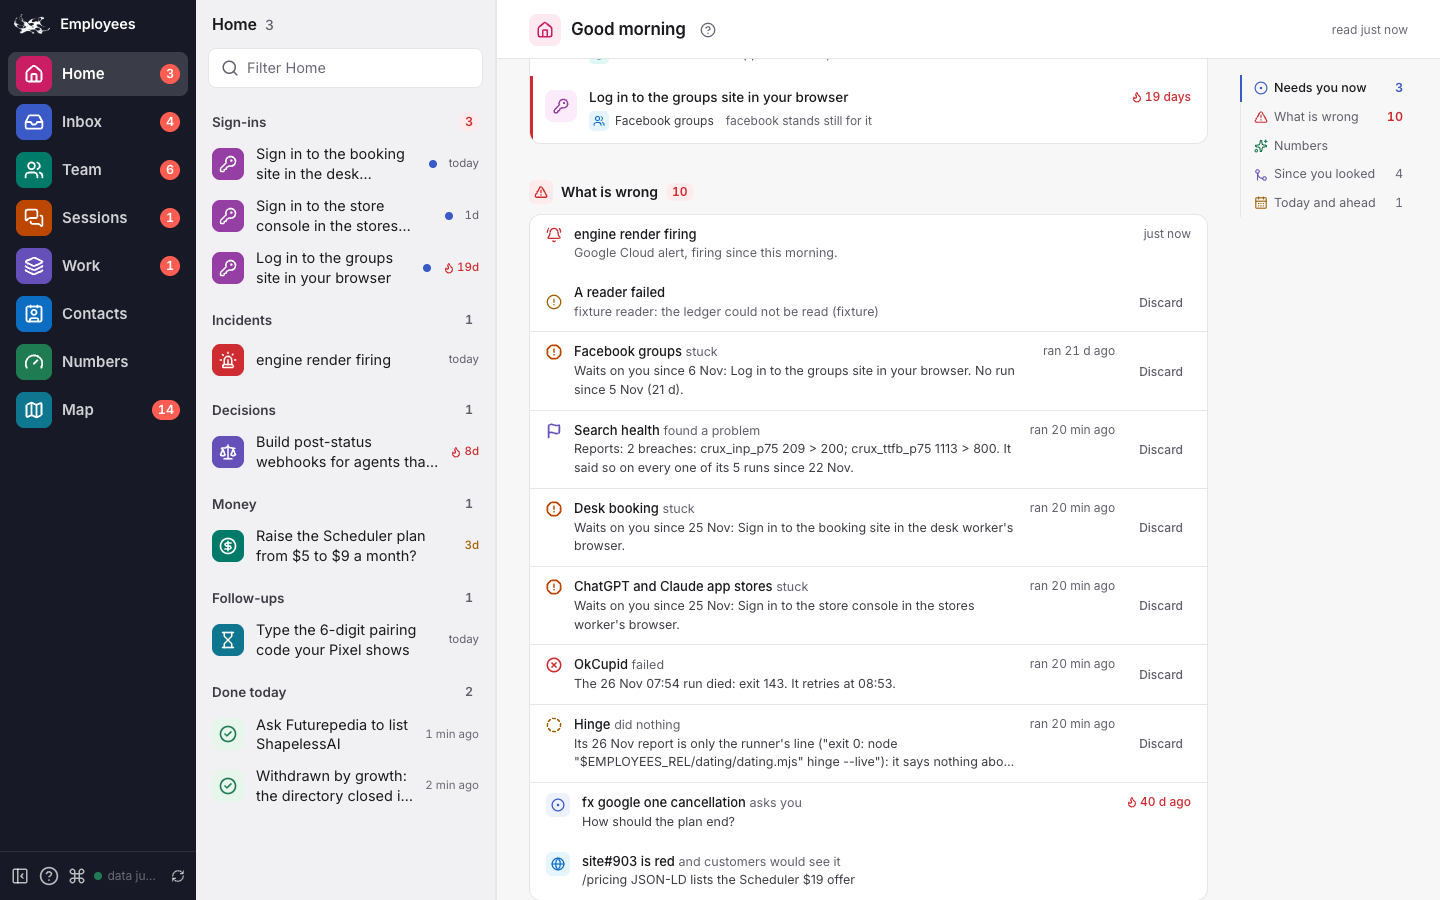 Employees
Home 3
Inbox 4
Team 6
Sessions 1
Work 1
Contacts
Numbers
Map 14
data ju...
Home 3
Filter Home
Sign-ins 3
Sign in to the booking
site in the desk...
today
Sign in to the store
console in the stores...
1d
Log in to the groups
site in your browser
19d
Incidents 1
engine render firing
today
Decisions 1
Build post-status
webhooks for agents tha...
8d
Money 1
Raise the Scheduler plan
from $5 to $9 a month?
3d
Follow-ups 1
Type the 6-digit pairing
code your Pixel shows
today
Done today 2
Ask Futurepedia to list
ShapelessAI
1 min ago
Withdrawn by growth:
the directory closed i...
2 min ago
Good morning
read just now
Log in to the groups site in your browser
19 days
Facebook groups facebook stands still for it
What is wrong 10
engine render firing
just now
Google Cloud alert, firing since this morning.
A reader failed
fixture reader: the ledger could not be read (fixture)
Discard
Facebook groups stuck
ran 21 d ago
Waits on you since 6 Nov: Log in to the groups site in your browser. No run
since 5 Nov (21 d).
Discard
Search health found a problem
ran 20 min ago
Reports: 2 breaches: crux_inp_p75 209 > 200; crux_ttfb_p75 1113 > 800. It
said so on every one of its 5 runs since 22 Nov.
Discard
Desk booking stuck
ran 20 min ago
Waits on you since 25 Nov: Sign in to the booking site in the desk worker's
browser.
Discard
ChatGPT and Claude app stores stuck
ran 20 min ago
Waits on you since 25 Nov: Sign in to the store console in the stores
worker's browser.
Discard
OkCupid failed
ran 20 min ago
The 26 Nov 07:54 run died: exit 143. It retries at 08:53.
Discard
Hinge did nothing
ran 20 min ago
Its 26 Nov report is only the runner's line ("exit 0: node
"$EMPLOYEES_REL/dating/dating.mjs" hinge --live"): it says nothing abo...
Discard
fx google one cancellation asks you
40 d ago
How should the plan end?
site#903 is red and customers would see it
/pricing JSON-LD lists the Scheduler $19 offer
Needs you now 3
What is wrong 10
Numbers
Since you looked 4
Today and ahead 1